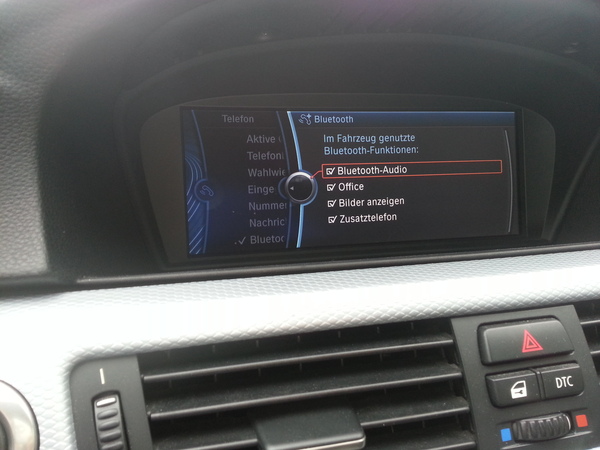 Telefon
Bluetooth
Im Fahrzeug genutzte
Bluetooth-Funktionen:
Bluetooth-Audio
Office
Bilder anzeigen
Zusatztelefon
Aktive
Telefon
Wahlwi
Einge
Nummer
Nachric
Bluetoo
DTC